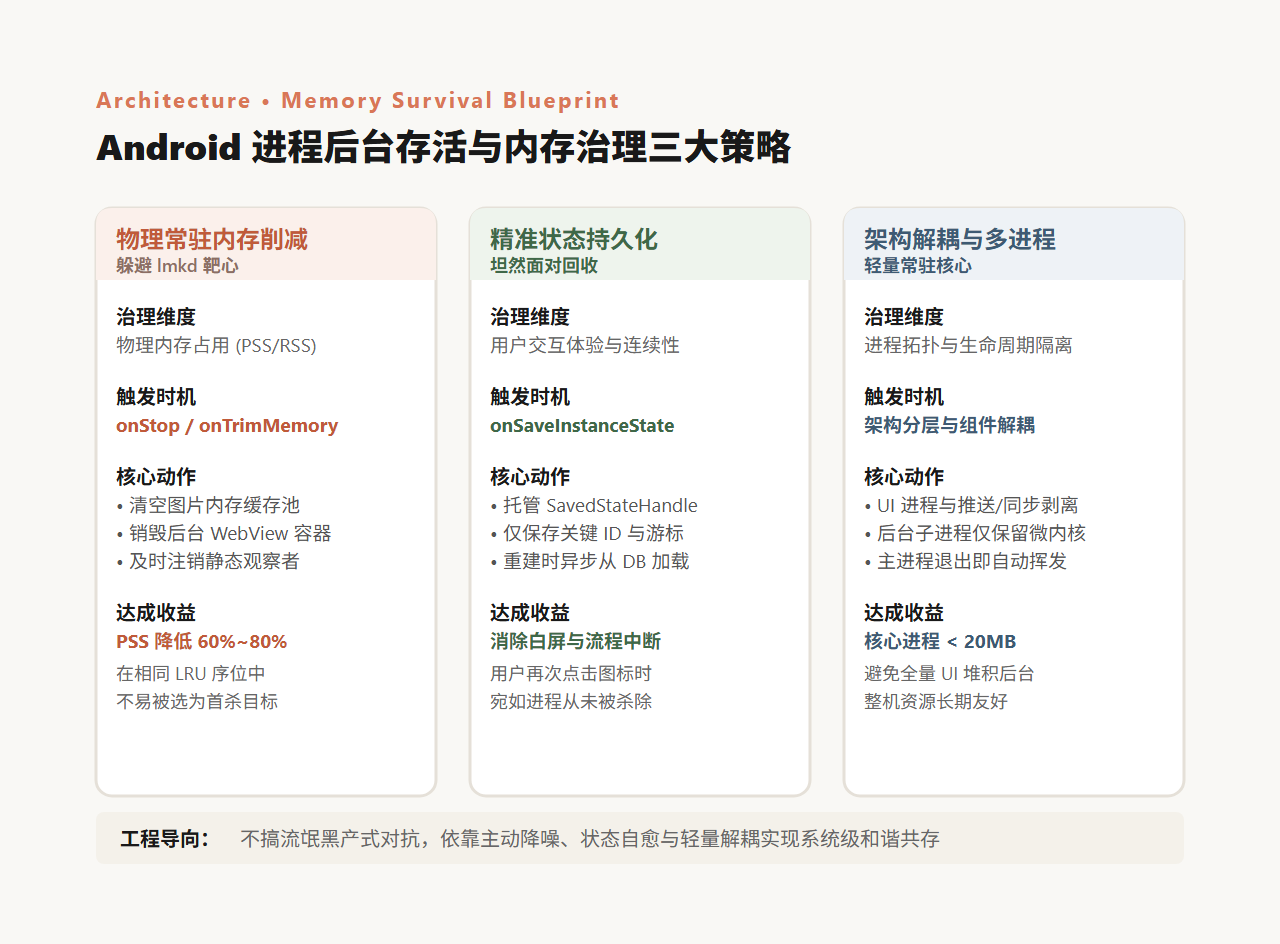 Architecture • Memory Survival Blueprint
Android 进程后台存活与内存治理三大策略
物理常驻内存削减
躲避 lmkd 靶心
治理维度
物理内存占用 (PSS/RSS)
触发时机
onStop / onTrimMemory
核心动作
• 清空图片内存缓存池
• 销毁后台 WebView 容器
• 及时注销静态观察者
达成收益
PSS 降低 60%~80%
在相同 LRU 序位中
不易被选为首杀目标
精准状态持久化
坦然面对回收
治理维度
用户交互体验与连续性
触发时机
onSaveInstanceState
核心动作
• 托管 SavedStateHandle
• 仅保存关键 ID 与游标
• 重建时异步从 DB 加载
达成收益
消除白屏与流程中断
用户再次点击图标时
宛如进程从未被杀除
架构解耦与多进程
轻量常驻核心
治理维度
进程拓扑与生命周期隔离
触发时机
架构分层与组件解耦
核心动作
• UI 进程与推送/同步剥离
• 后台子进程仅保留微内核
• 主进程退出即自动挥发
达成收益
核心进程 < 20MB
避免全量 UI 堆积后台
整机资源长期友好
工程导向： 不搞流氓黑产式对抗，依靠主动降噪、状态自愈与轻量解耦实现系统级和谐共存